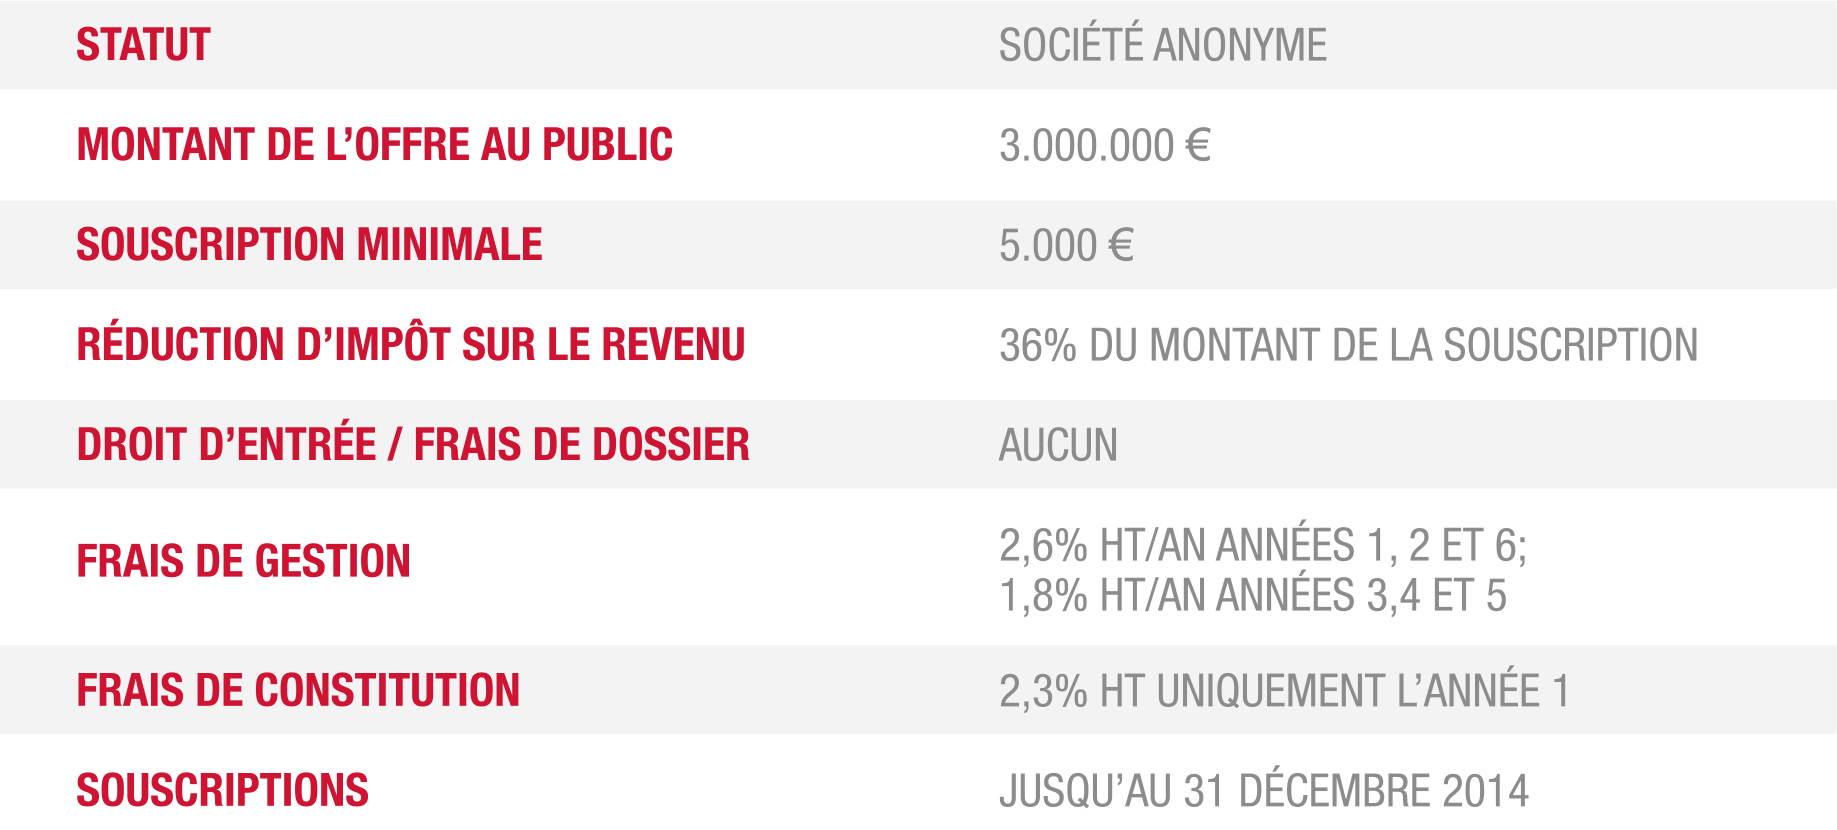 STATUT
SOCIÉTÉ ANONYME
MONTANT DE L’OFFRE AU PUBLIC
3.000.000 €
SOUSCRIPTION MINIMALE
5.000 €
RÉDUCTION D’IMPÔT SUR LE REVENU
36% DU MONTANT DE LA SOUSCRIPTION
DROIT D’ENTRÉE / FRAIS DE DOSSIER
AUCUN
FRAIS DE GESTION
2,6% HT/AN ANNÉES 1, 2 ET 6;
1,8% HT/AN ANNÉES 3,4 ET 5
FRAIS DE CONSTITUTION
2,3% HT UNIQUEMENT L’ANNÉE 1
SOUSCRIPTIONS
JUSQU’AU 31 DÉCEMBRE 2014